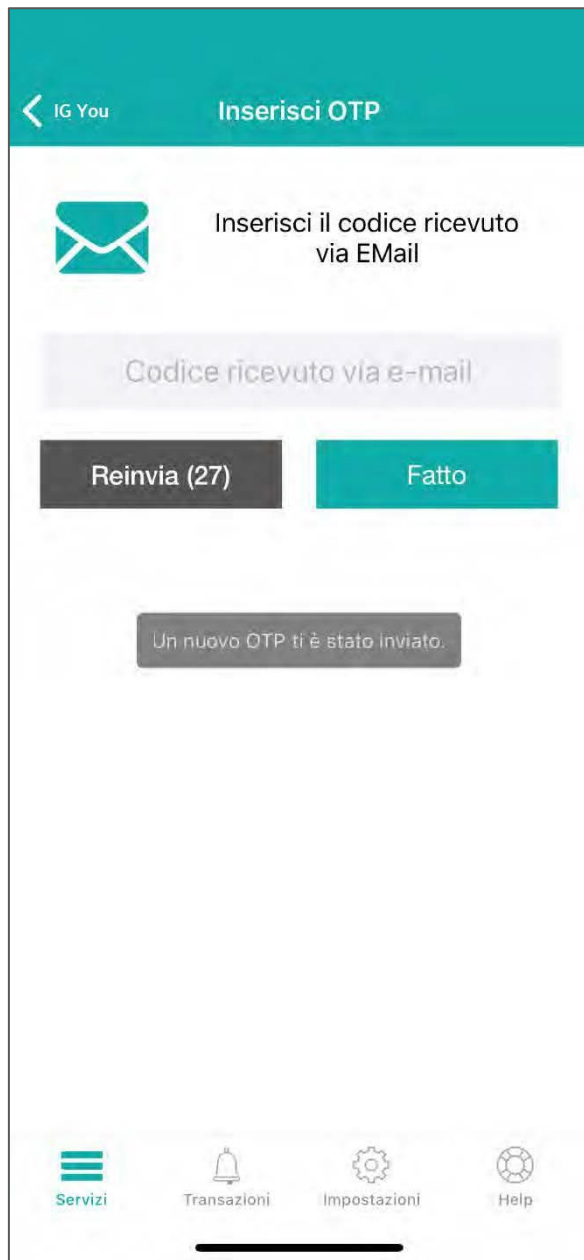 IG You
Inserisci OTP
Inserisci il codice ricevuto
via EMail
Codice ricevuto via e-mail
Reinvia (27)
Fatto
Un nuovo OTP ti è stato inviato.
Servizi
Transazioni
Impostazioni
Help